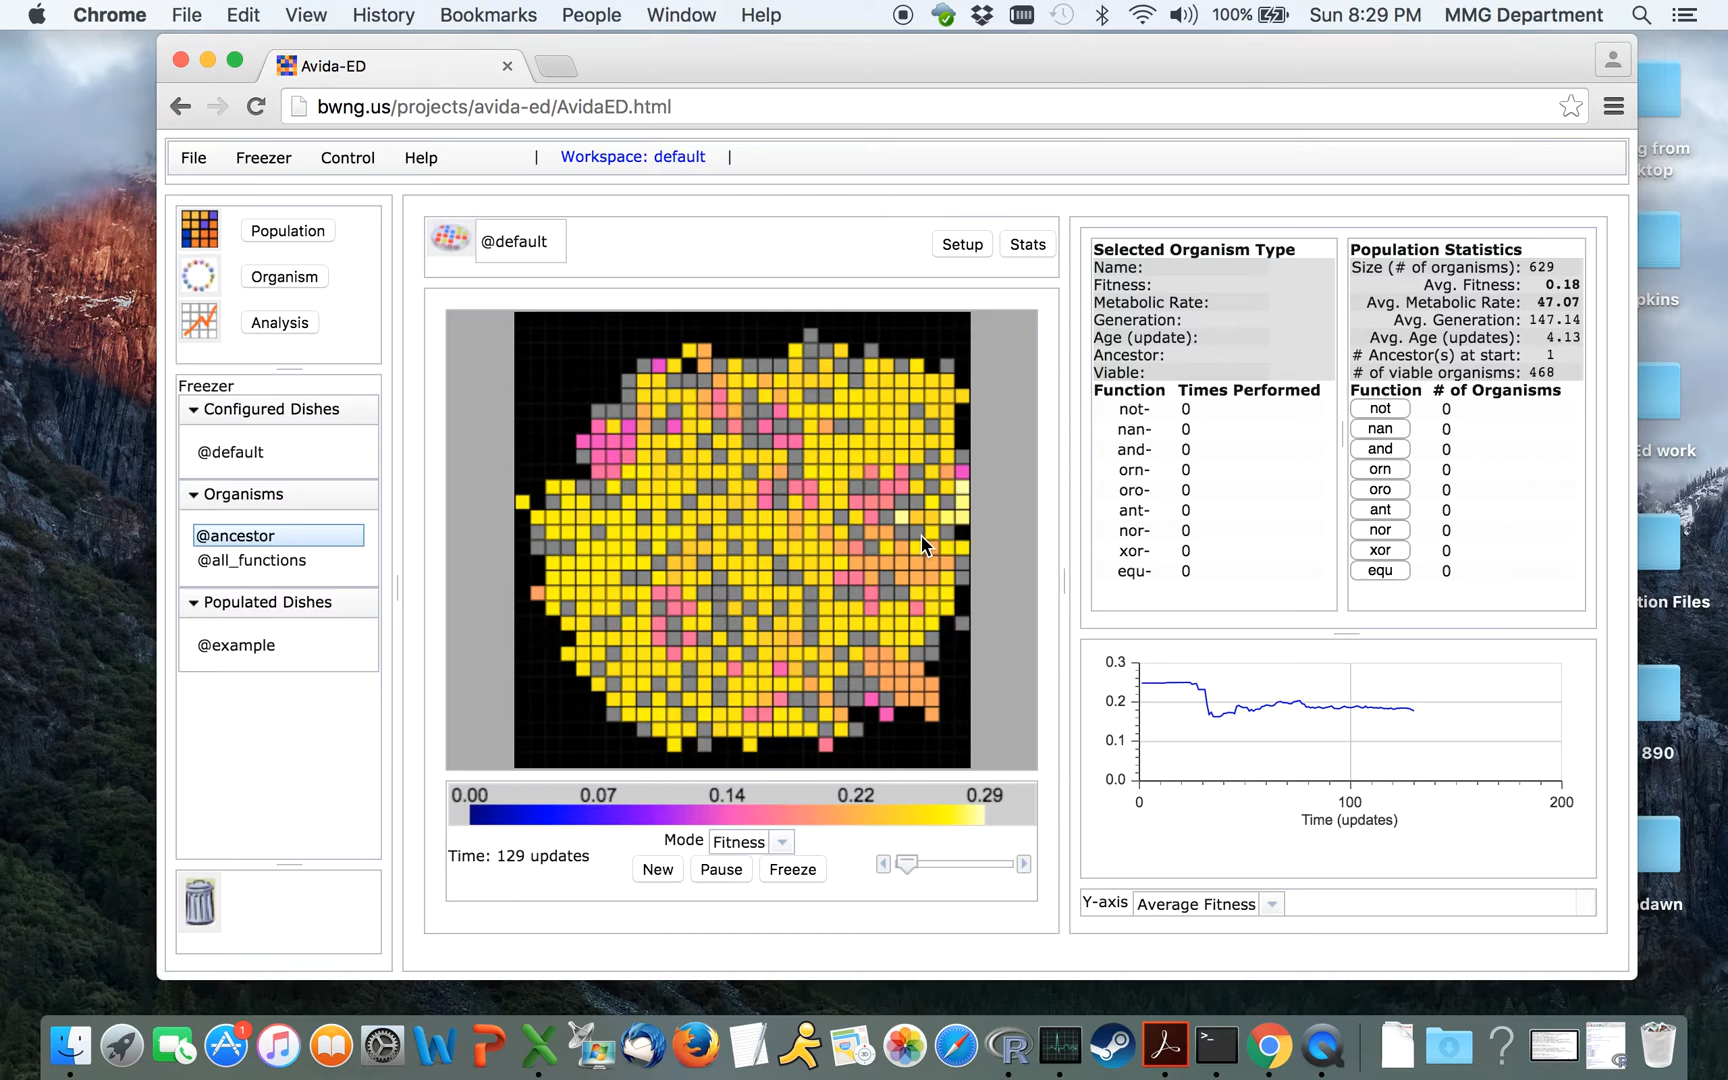 Chrome File Edit View History Bookmarks People Window Help 100% Sun 8:29 PM MMG Department
Avida-ED
bwng.us/projects/avida-ed/AvidaED.html
File Freezer Control Help | Workspace: default |
Population
Organism
Analysis
Freezer
Configured Dishes
@default
Organisms
@ancestor
@all_functions
Populated Dishes
@example
@default Setup Stats
0.00 0.07 0.14 0.22 0.29
Mode Fitness
Time: 129 updates
New Pause Freeze
Selected Organism Type
Name:
Fitness:
Metabolic Rate:
Generation:
Age (update):
Ancestor:
Viable:
Function Times Performed
not- 0
nan- 0
and- 0
orn- 0
oro- 0
ant- 0
nor- 0
xor- 0
equ- 0
Population Statistics
Size (# of organisms): 629
Avg. Fitness: 0.18
Avg. Metabolic Rate: 47.07
Avg. Generation: 147.14
Avg. Age (updates): 4.13
# Ancestor(s) at start: 1
# of viable organisms: 468
Function # of Organisms
not 0
nan 0
and 0
orn 0
oro 0
ant 0
nor 0
xor 0
equ 0
0.3
0.2
0.1
0.0
0 100 200
Time (updates)
Y-axis Average Fitness
g from
ktop
pkins
Ed work
tion Files
890
dawn
1